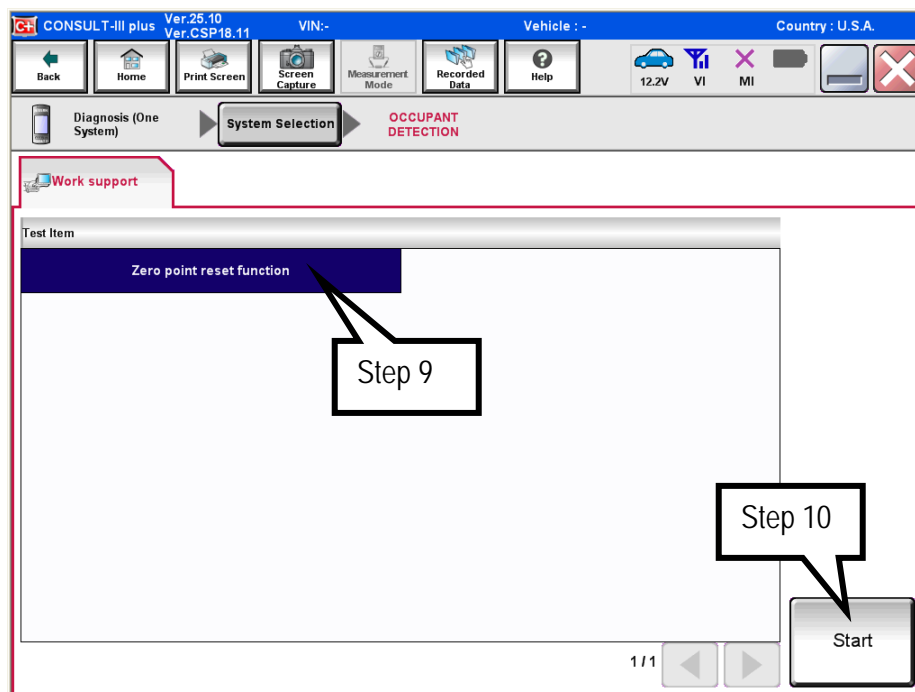 CONSULT-III plus Ver.25.10
Ver.CSP18.11 VIN:- Vehicle : - Country : U.S.A.
Back Home Print Screen Screen
Capture Measurement
Mode Recorded
Data Help 12.2V VI MI
Diagnosis (One
System) System Selection OCCUPANT
DETECTION
Work support
Test Item
Zero point reset function
Step 9
Step 10
Start
1/1